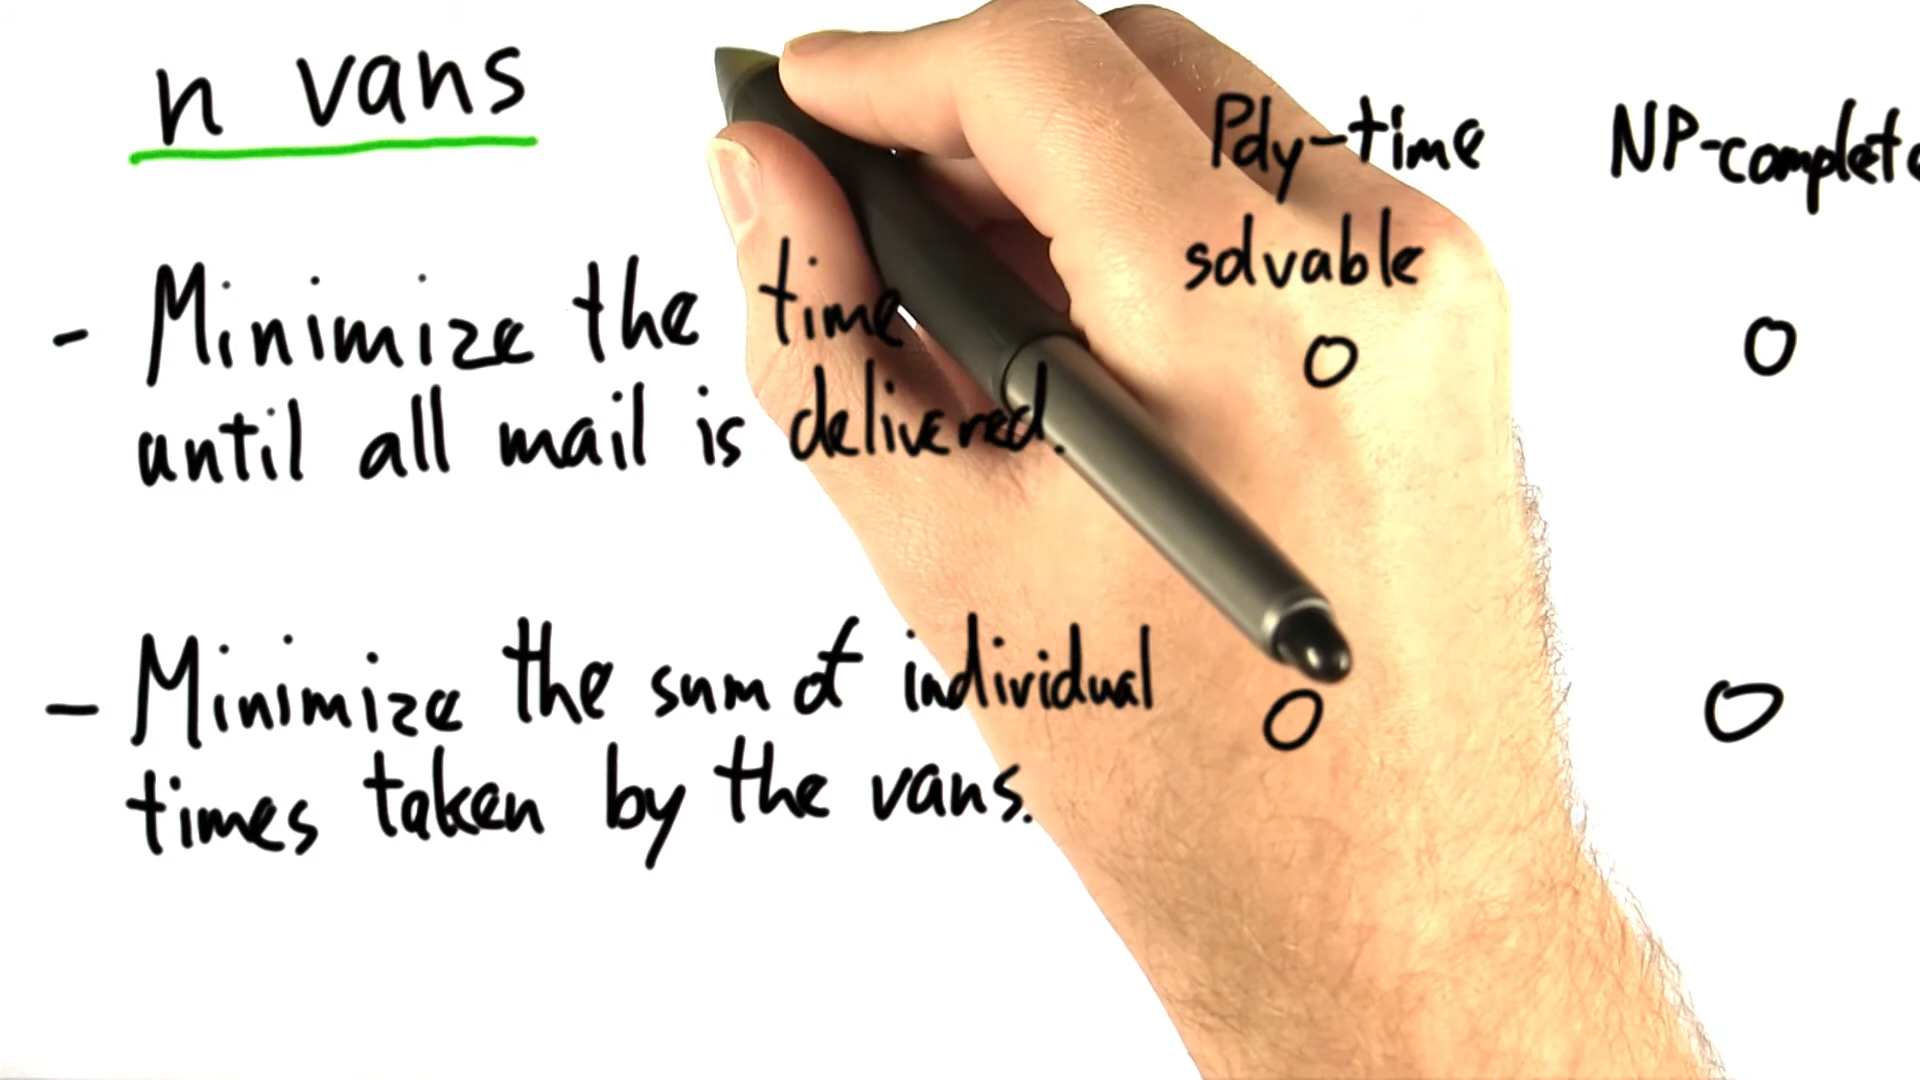 n vans
Poly-time
solvable
NP-complete
- Minimize the time
until all mail is delivered.
- Minimize the sum of individual
times taken by the vans.